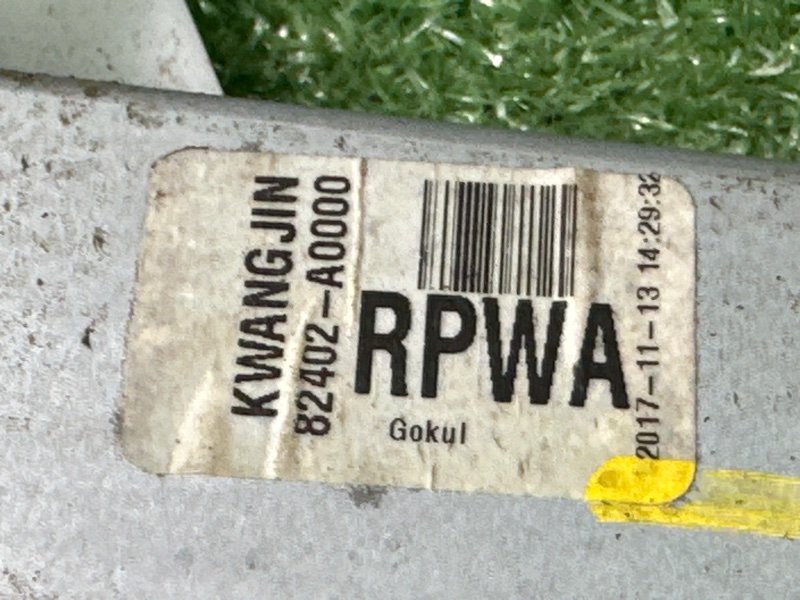 KWANGJIN
82402-A0000
RPWA
Gokul
2017-11-13 14:29:32